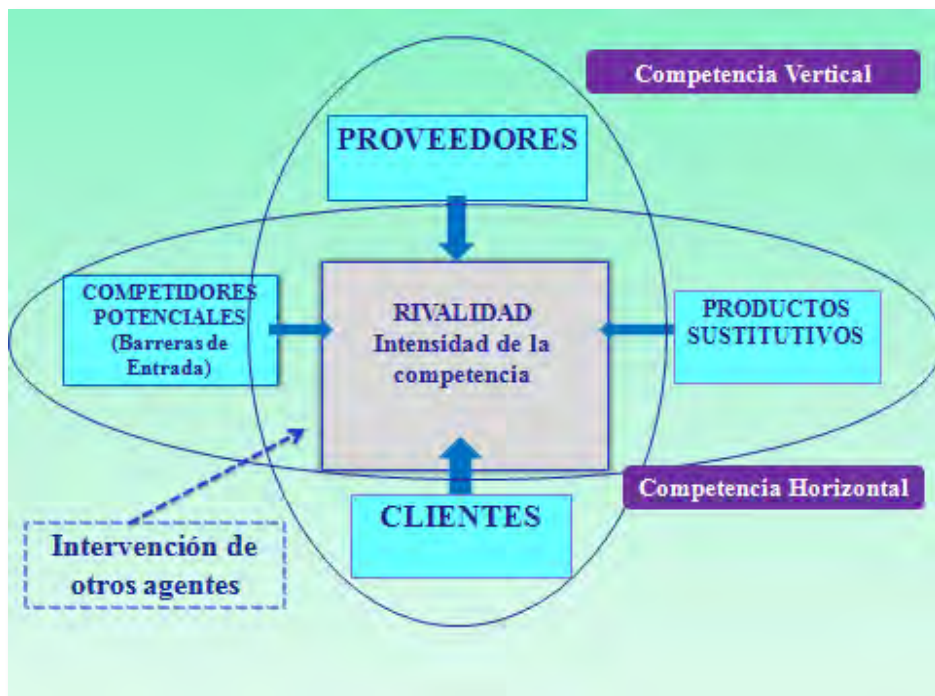 Competencia Vertical
PROVEEDORES
COMPETIDORES
POTENCIALES
(Barreras de
Entrada)
RIVALIDAD
Intensidad de la
competencia
PRODUCTOS
SUSTITUTIVOS
Competencia Horizontal
CLIENTES
Intervención de
otros agentes